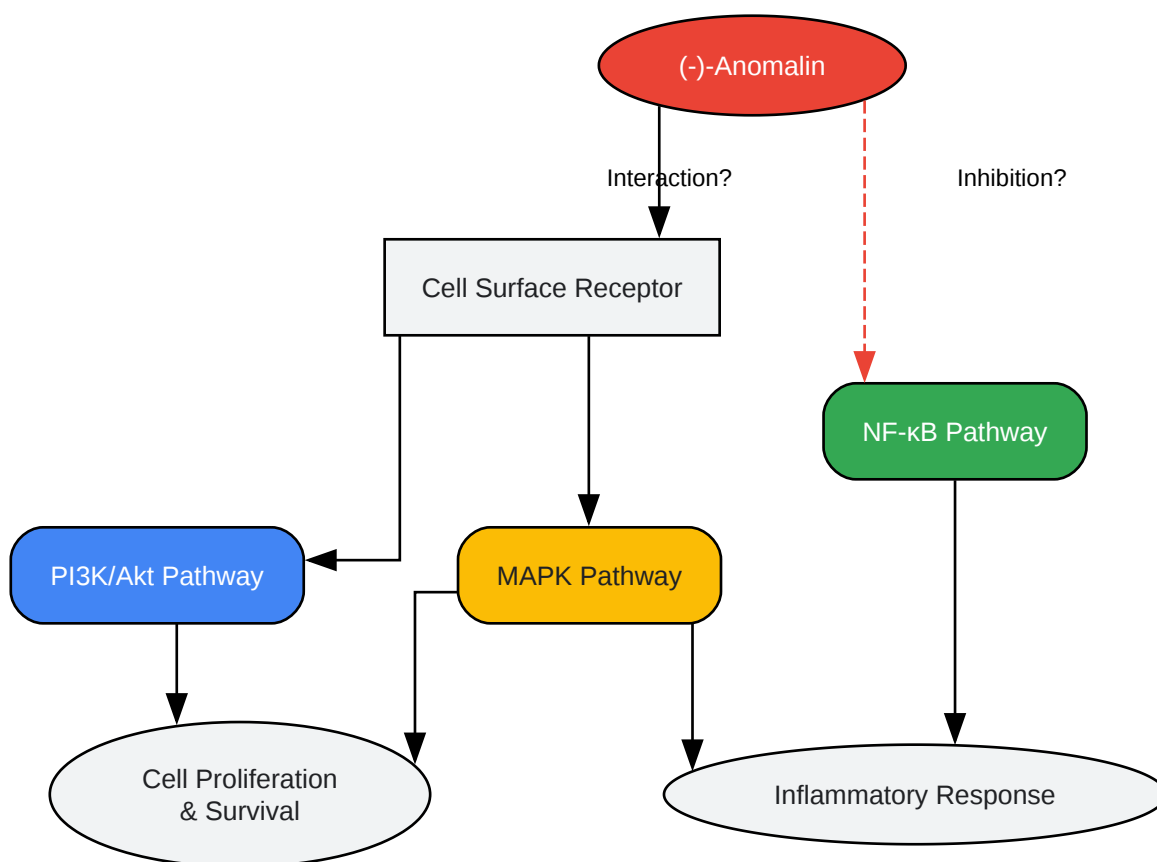 (-)-Anomalin
Interaction?
Inhibition?
Cell Surface Receptor
NF-κB Pathway
PI3K/Akt Pathway
MAPK Pathway
Cell Proliferation
& Survival
Inflammatory Response